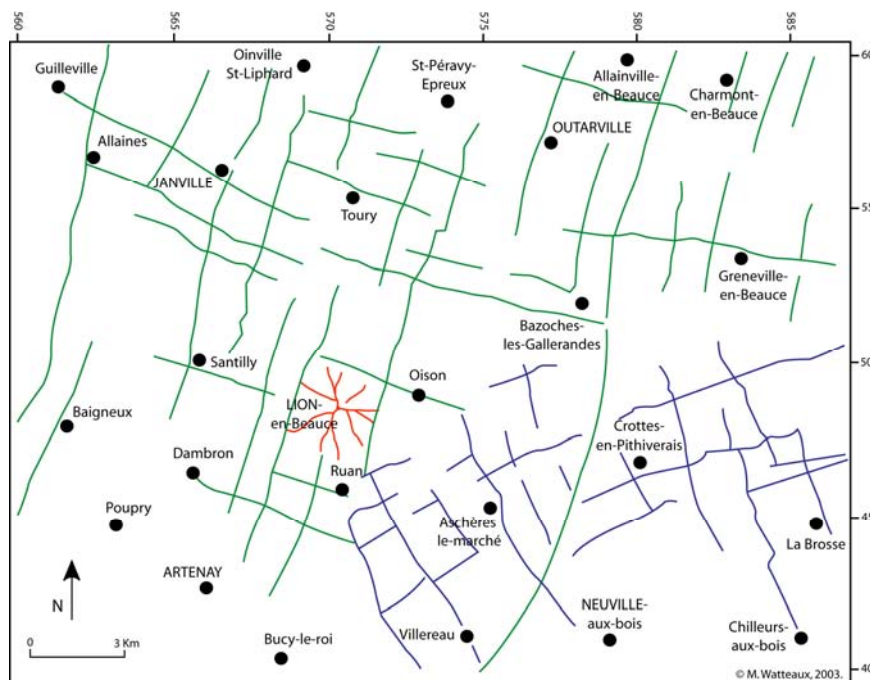 560
565
570
575
580
585
60
Guilleville
Oinville
St-Liphard
St-Péravy-
Epreux
Allainville-
en-Beauce
Charmont-
en-Beauce
Allaines
JANVILLE
OUTARVILLE
Toury
55
Greneville-
en-Beauce
Bazoches-
les-Gallerandes
Santilly
50
Oison
LION-
en-Beauce
Baigneux
Crottes-
en-Pithiverais
Dambron
Ruan
Poupry
Aschères
le-marché
45
La Brosse
ARTENAY
N
NEUVILLE-
aux-bois
Villereau
Chilleurs-
aux-bois
Bucy-le-roi
0 3 Km
40
© M. Watteaux, 2003.